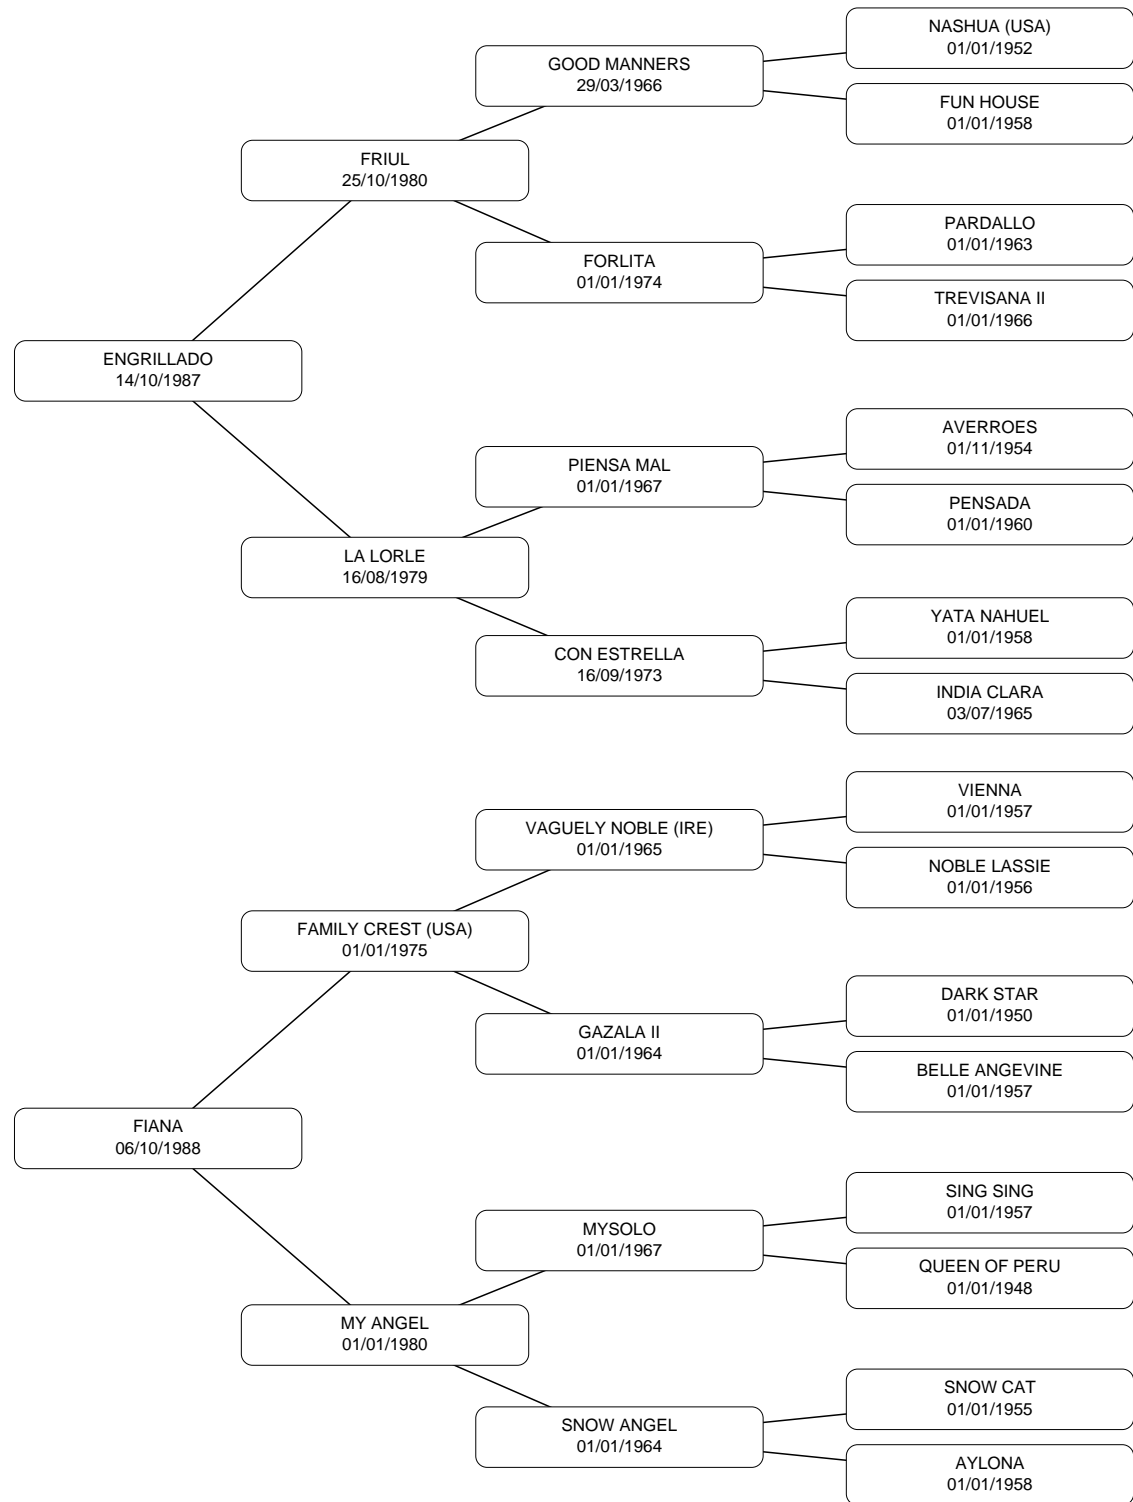 NASHUA (USA)
01/01/1952
GOOD MANNERS
29/03/1966
FUN HOUSE
01/01/1958
FRIUL
25/10/1980
PARDALLO
01/01/1963
FORLITA
01/01/1974
TREVISANA II
01/01/1966
ENGRILLADO
14/10/1987
AVERROES
01/11/1954
PIENSA MAL
01/01/1967
PENSADA
01/01/1960
LA LORLE
16/08/1979
YATA NAHUEL
01/01/1958
CON ESTRELLA
16/09/1973
INDIA CLARA
03/07/1965
VIENNA
01/01/1957
VAGUELY NOBLE (IRE)
01/01/1965
NOBLE LASSIE
01/01/1956
FAMILY CREST (USA)
01/01/1975
DARK STAR
01/01/1950
GAZALA II
01/01/1964
BELLE ANGEVINE
01/01/1957
FIANA
06/10/1988
SING SING
01/01/1957
MYSOLO
01/01/1967
QUEEN OF PERU
01/01/1948
MY ANGEL
01/01/1980
SNOW CAT
01/01/1955
SNOW ANGEL
01/01/1964
AYLONA
01/01/1958